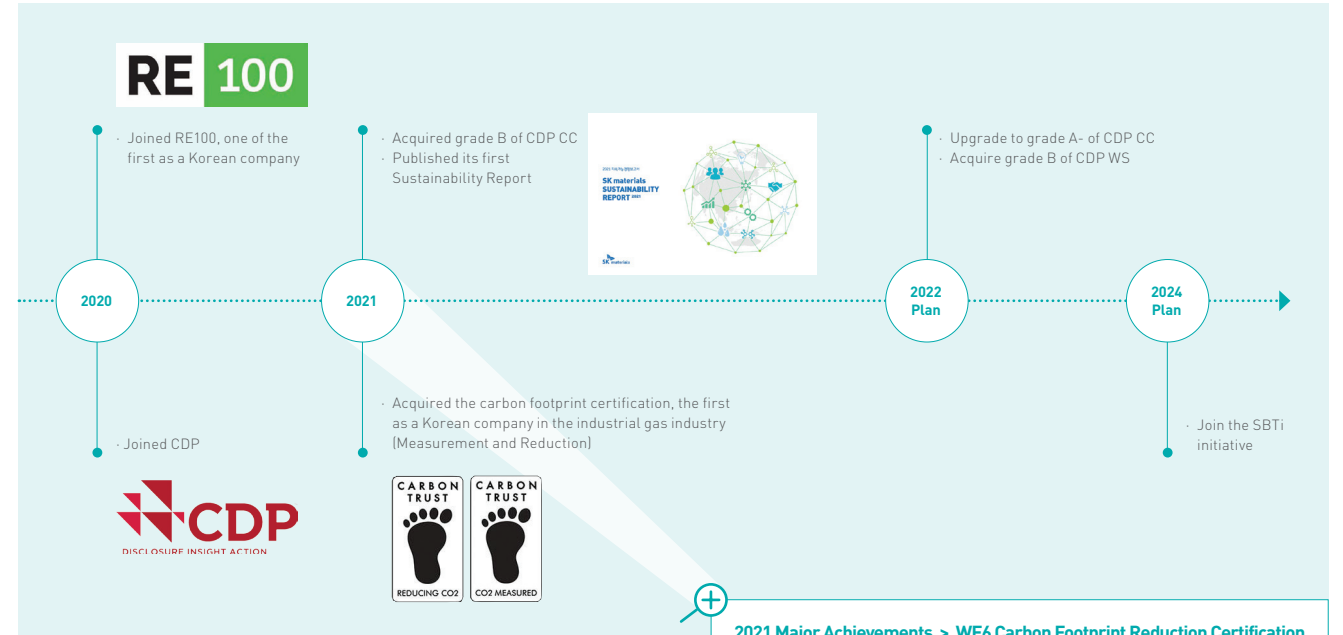 RE 100
· Joined RE100, one of the
first as a Korean company
· Acquired grade B of CDP CC
· Published its first
Sustainability Report
SK materials
SUSTAINABILITY
REPORT 2021
SK materials
· Upgrade to grade A- of CDP CC
· Acquire grade B of CDP WS
2020
2021
2022
Plan
2024
Plan
· Joined CDP
CDP
DISCLOSURE INSIGHT ACTION
· Acquired the carbon footprint certification, the first
as a Korean company in the industrial gas industry
(Measurement and Reduction)
CARBON
TRUST
REDUCING CO2
CARBON
TRUST
CO2 MEASURED
· Join the SBTi
initiative
2021 Major Achievements > WF6 Carbon Footprint Reduction Certification